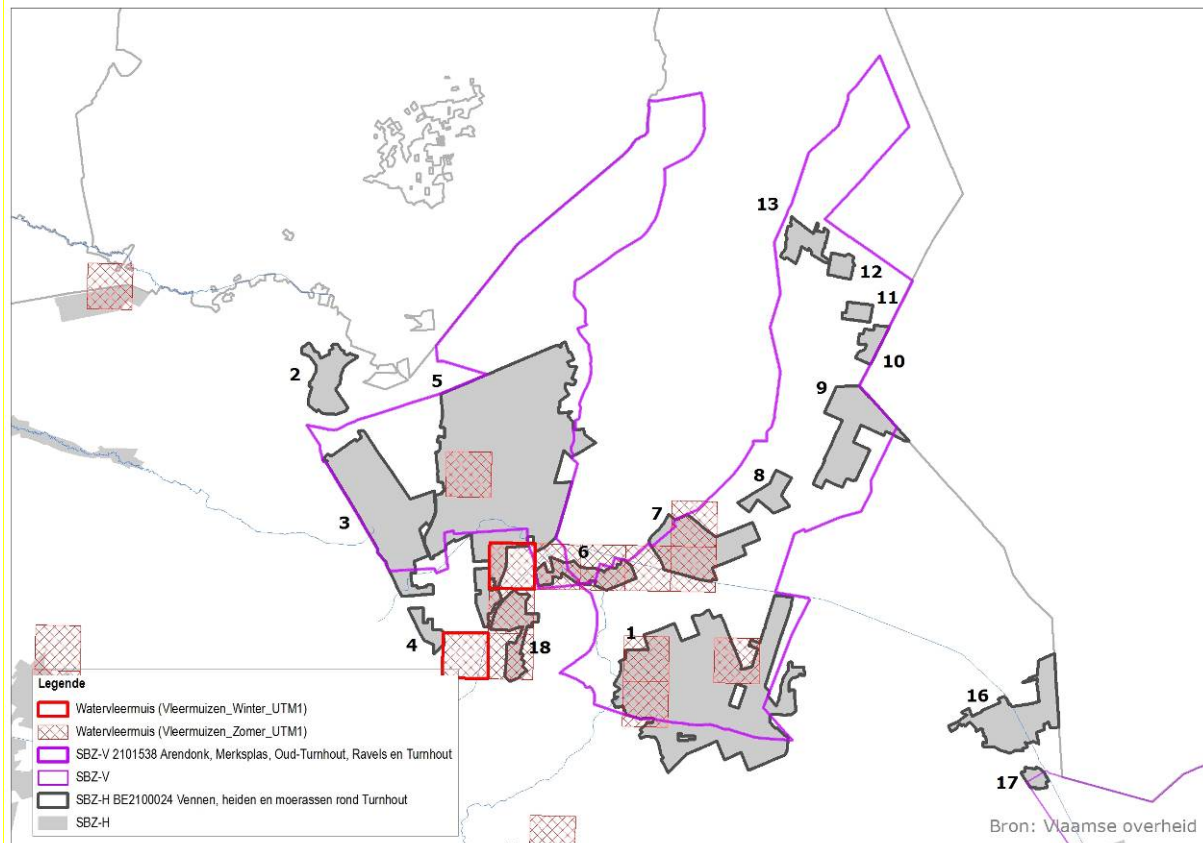 13
12
11
10
2
5
9
8
3
7
6
1
4
18
16
17
Legende
Watervleermuis (Vleermuizen_Winter_UTM1)
Watervleermuis (Vleermuizen_Zomer_UTM1)
SBZ-V 2101538 Arendonk, Merksplas, Oud-Turnhout, Ravels en Turnhout
SBZ-V
SBZ-H BE2100024 Vennen, heiden en moerassen rond Turnhout
SBZ-H
Bron: Vlaamse overheid